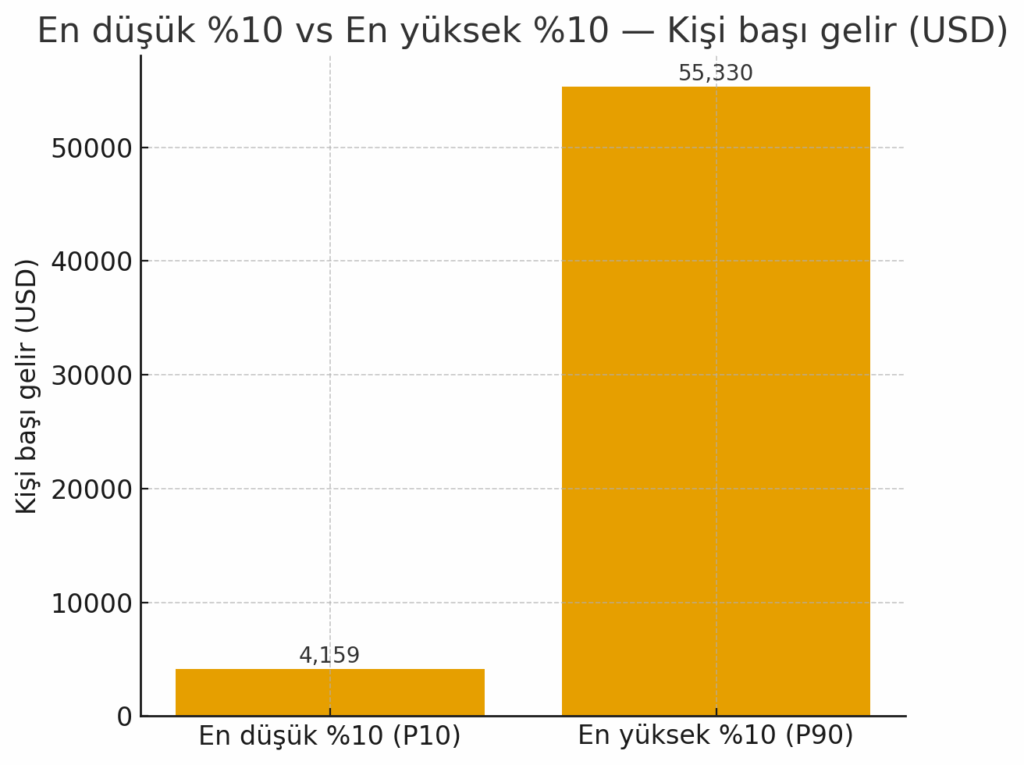 En düşük %10 vs En yüksek %10 — Kişi başı gelir (USD)
Kişi başı gelir (USD)
50000
40000
30000
20000
10000
0
55,330
4,159
En düşük %10 (P10)
En yüksek %10 (P90)